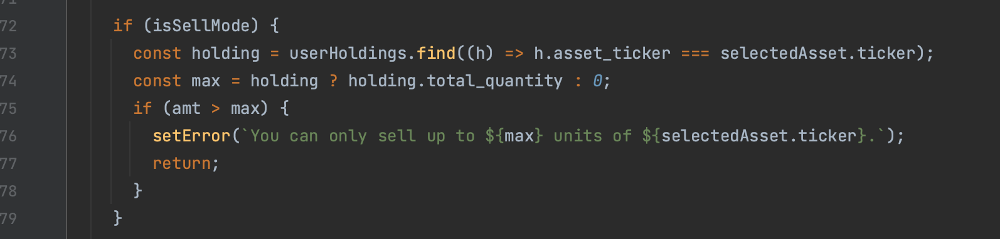 72 if (isSellMode) {
73 const holding = userHoldings.find((h) => h.asset_ticker === selectedAsset.ticker);
74 const max = holding ? holding.total_quantity : 0;
75 if (amt > max) {
76 setError(`You can only sell up to ${max} units of ${selectedAsset.ticker}.`);
77 return;
78 }
79 }